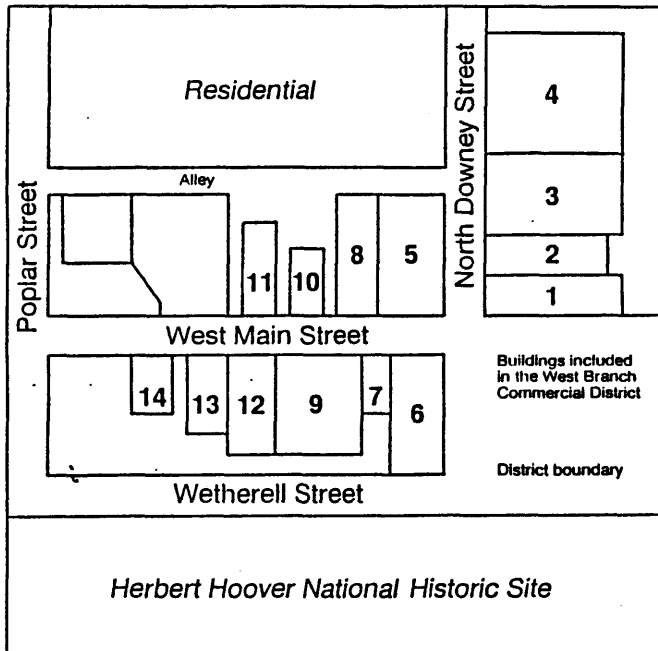 Residential
North Downey Street
4
Alley
3
Poplar Street
8
5
2
11
10
1
West Main Street
Buildings included
in the West Branch
Commercial District
14
13
12
9
7
6
District boundary
Wetherell Street
Herbert Hoover National Historic Site